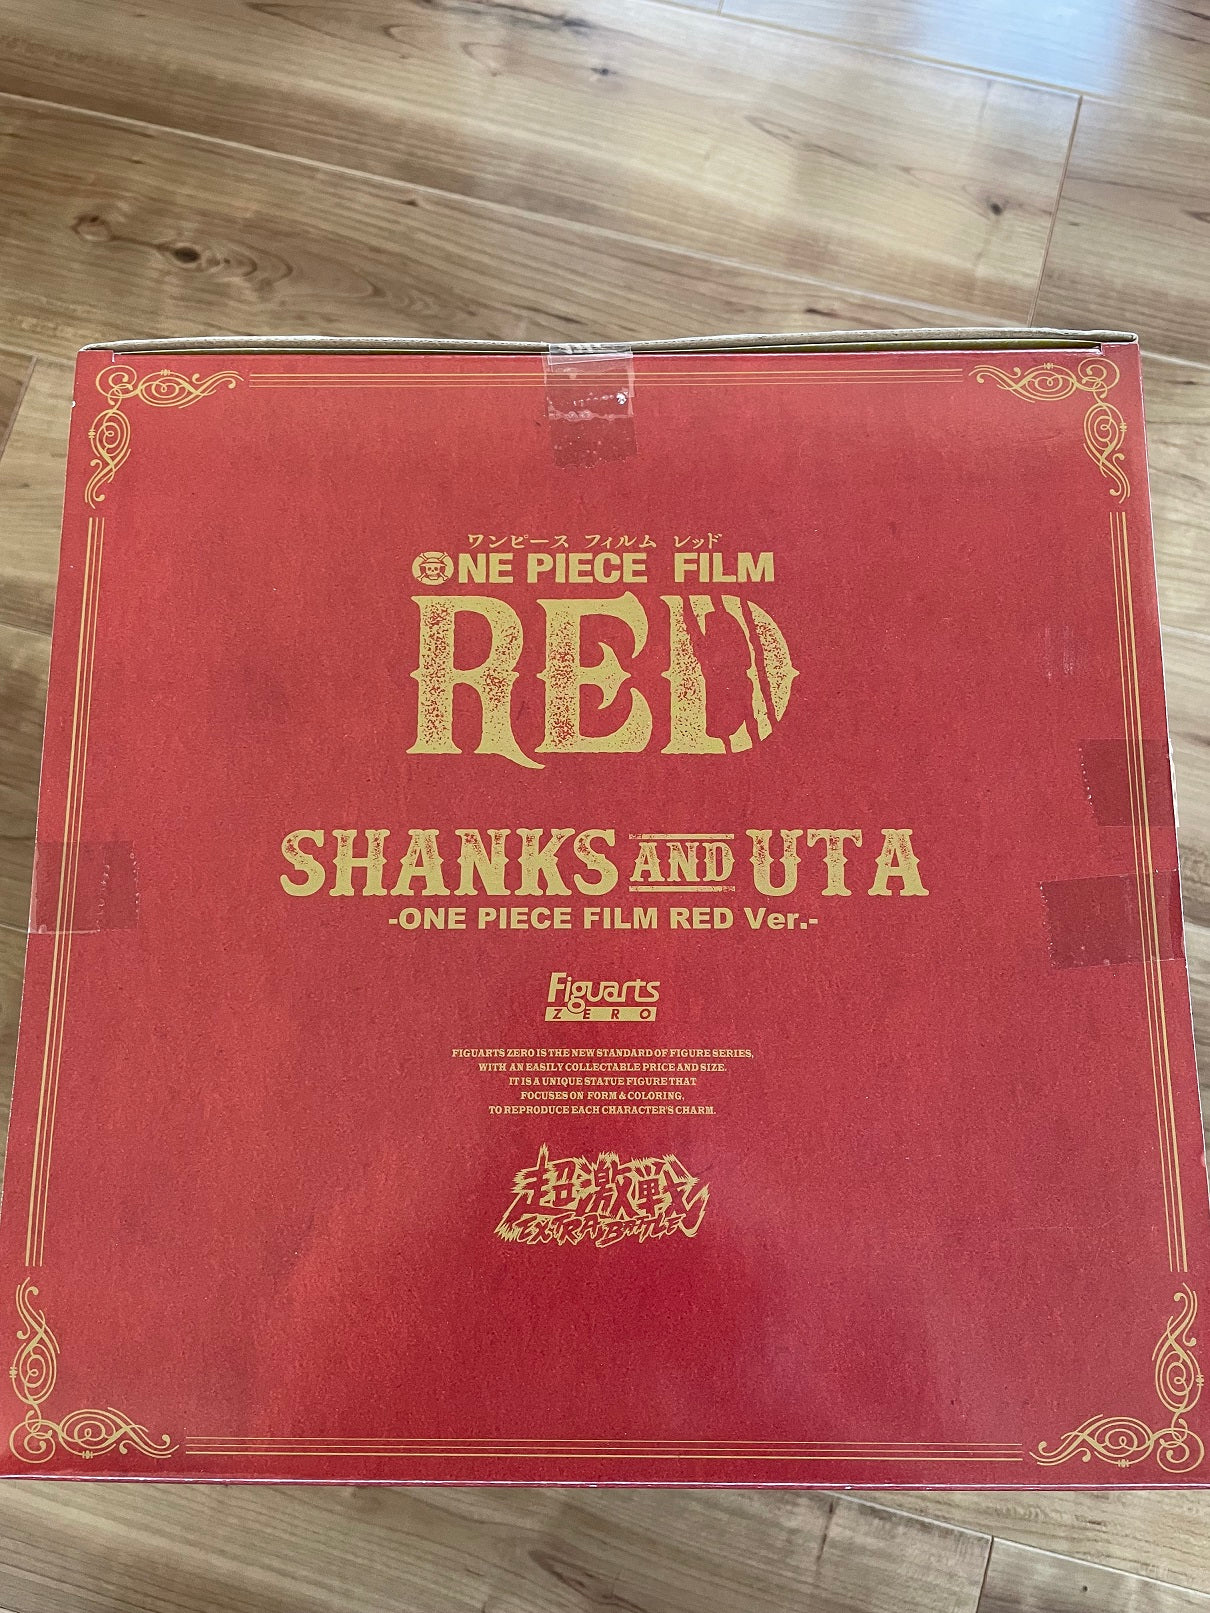 ワンピース フィルム レッド
ONE PIECE FILM
RED
SHANKS AND UTA
-ONE PIECE FILM RED Ver.-
Figuarts
ZERO
FIGUARTS ZERO IS THE NEW STANDARD OF FIGURE SERIES,
WITH AN EASILY COLLECTABLE PRICE AND SIZE.
IT IS A UNIQUE STATUE FIGURE THAT
FOCUSES ON FORM & COLORING,
TO REPRODUCE EACH CHARACTER'S CHARM.
超激戦
EXTRA BATTLE